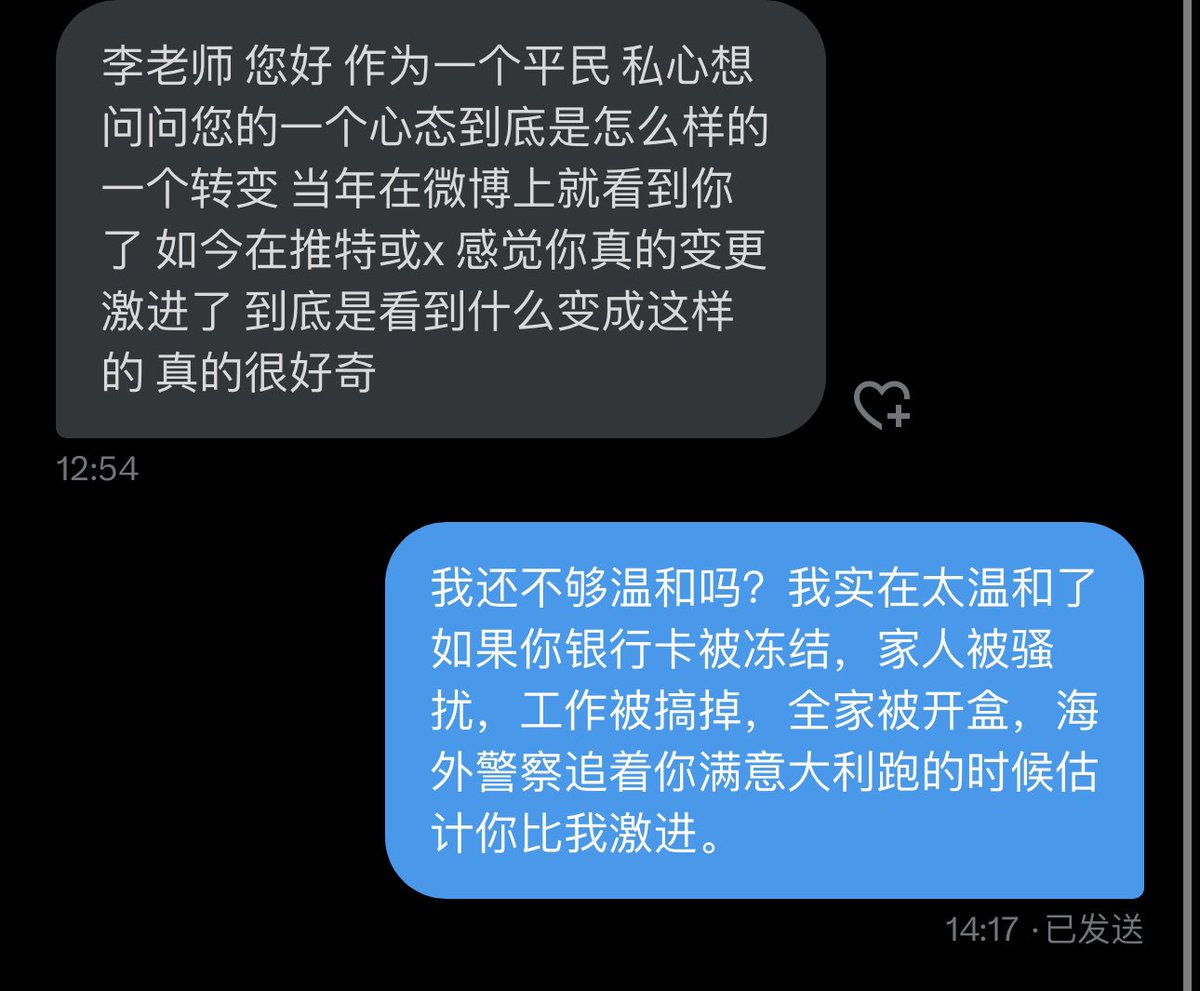 李老师 您好 作为一个平民 私心想
问问您的一个心态到底是怎么样的
一个转变 当年在微博上就看到你
了 如今在推特或x 感觉你真的变更
激进了 到底是看到什么变成这样
的 真的很好奇
12:54
我还不够温和吗？我实在太温和了
如果你银行卡被冻结，家人被骚
扰，工作被搞掉，全家被开盒，海
外警察追着你满意大利跑的时候估
计你比我激进。
14:17 · 已发送